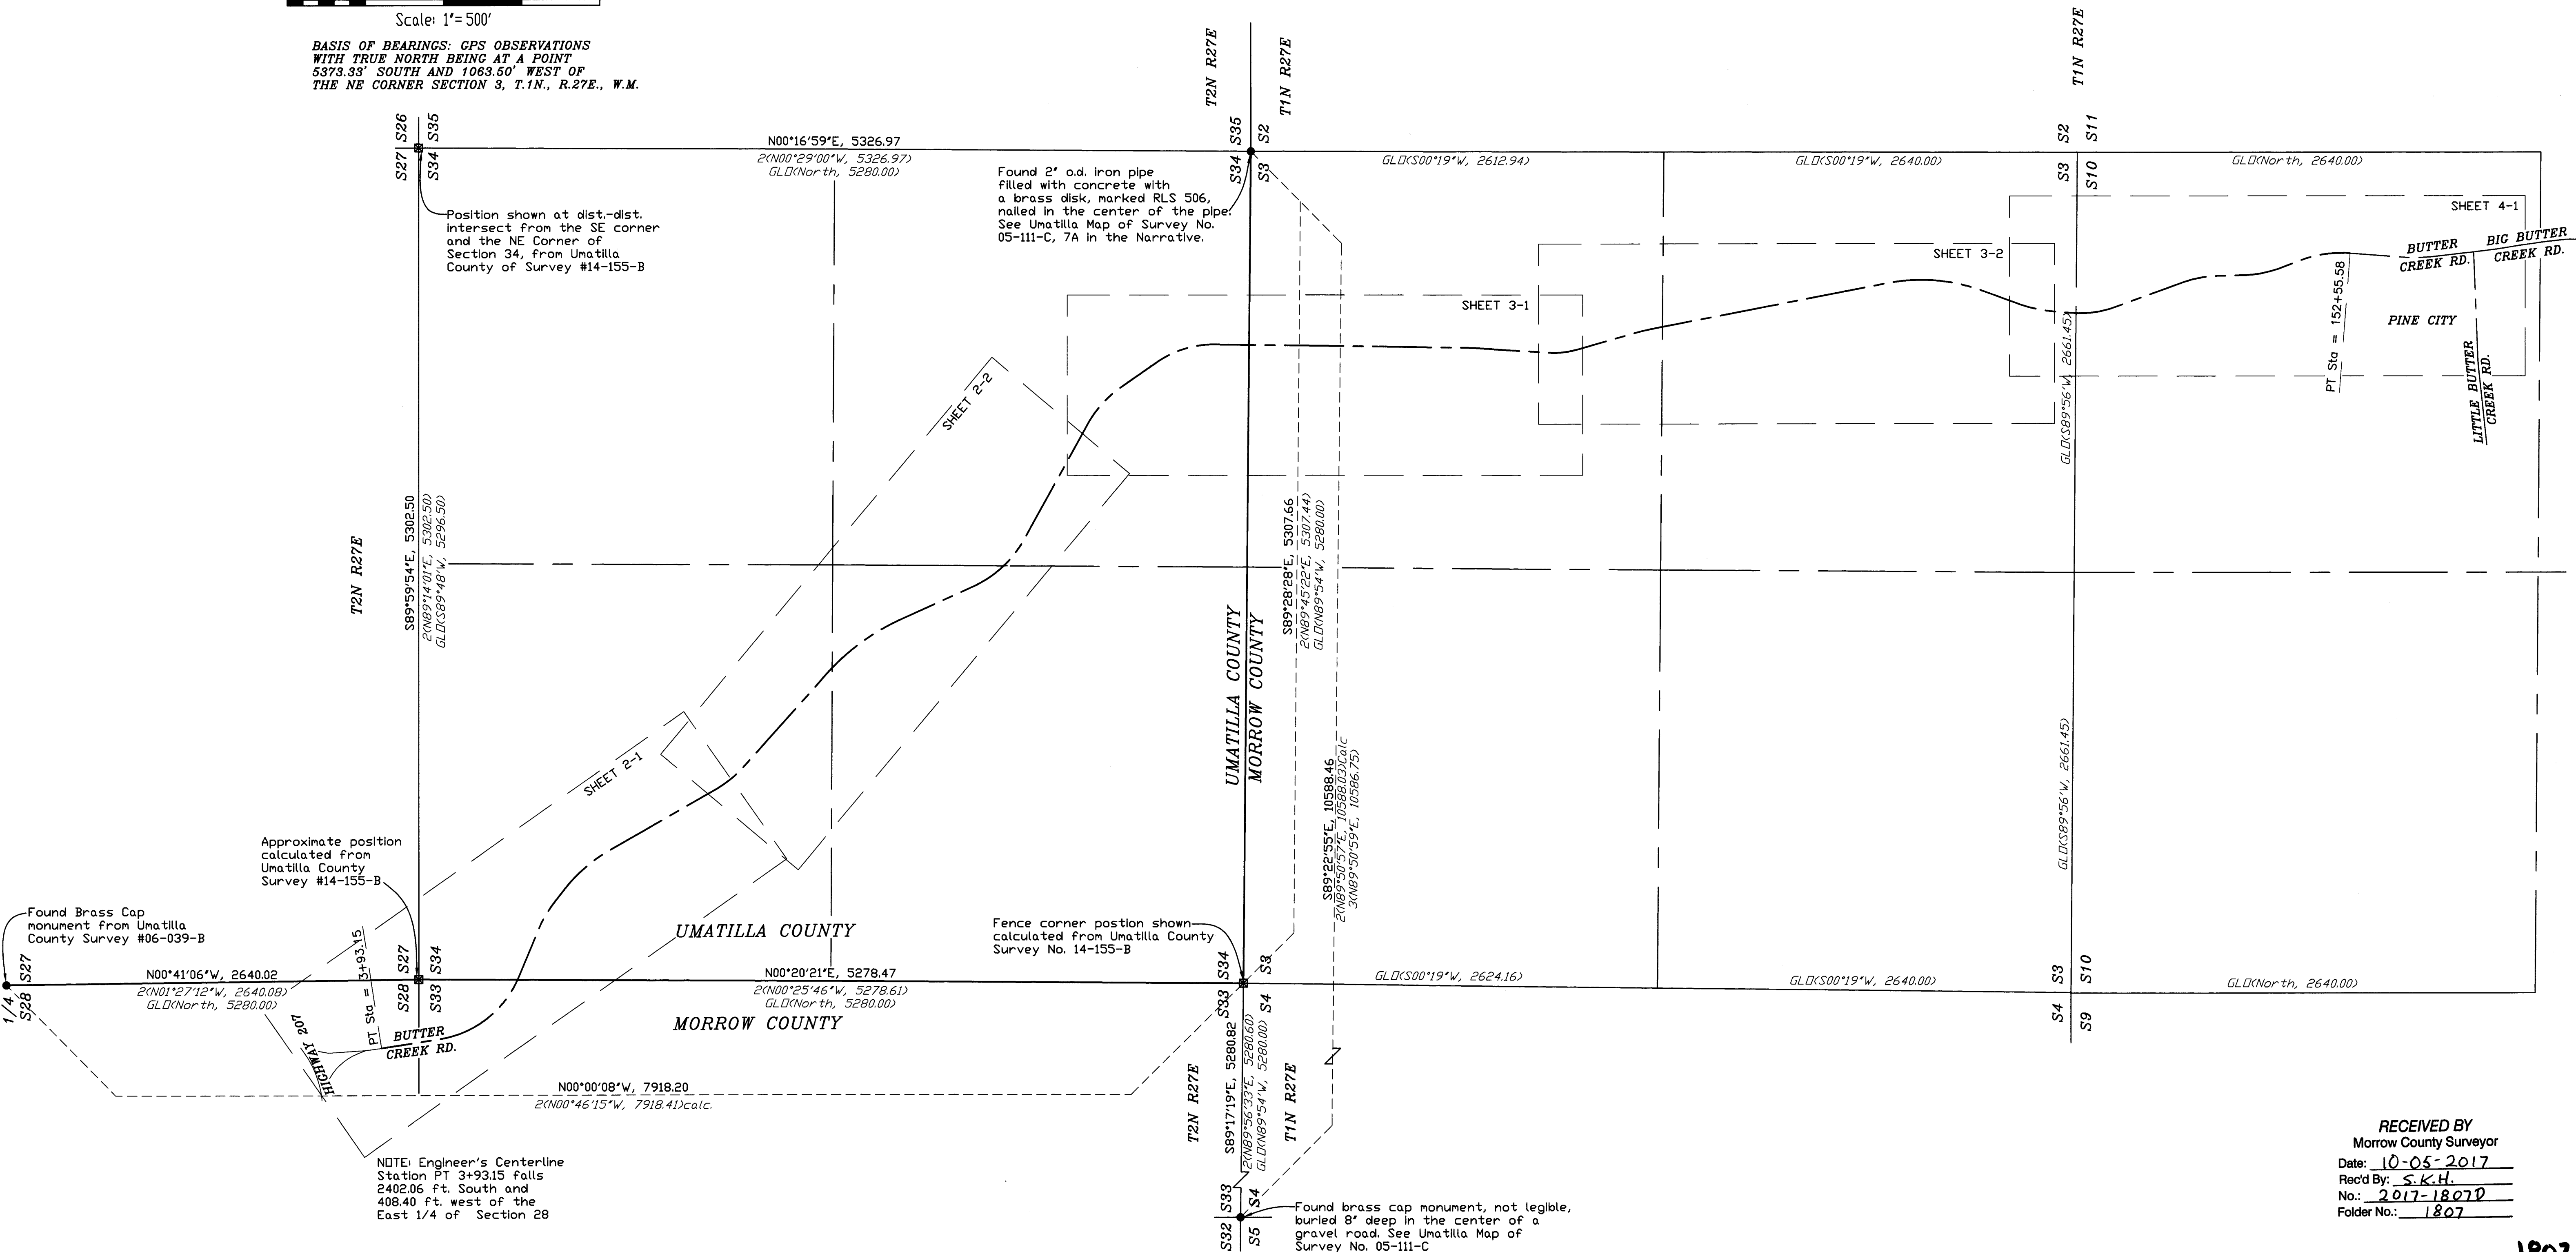 Scale: 1"= 500'
BASIS OF BEARINGS: GPS OBSERVATIONS
WITH TRUE NORTH BEING AT A POINT
5373.33' SOUTH AND 1063.50' WEST OF
THE NE CORNER SECTION 3, T.1N., R.27E., W.M.
T2N R27E
T1N R27E
T1N R27E
S26
S35
S27
S34
N00°16'59"E, 5326.97
2(N00°29'00"W, 5326.97)
GLO(North, 5280.00)
S35
S2
S34
S3
GLO(S00°19"W, 2612.94)
GLO(S00°19"W, 2640.00)
S2
S11
S3
S10
GLO(North, 2640.00)
Position shown at dist.-dist.
intersect from the SE corner
and the NE Corner of
Section 34, from Umatilla
County of Survey #14-155-B
Found 2" o.d. iron pipe
filled with concrete with
a brass disk, marked RLS 506,
nailed in the center of the pipe.
See Umatilla Map of Survey No.
05-111-C, 7A in the Narrative.
SHEET 4-1
SHEET 3-2
SHEET 3-1
BUTTER
CREEK RD.
BIG BUTTER
CREEK RD.
PT Sta = 152+55.58
PINE CITY
LITTLE BUTTER
CREEK RD.
GLO(S89°56'W, 2661.45)
SHEET 2-2
T2N R27E
S89°59'54"E, 5302.50
2(N89°14'01"E, 5302.50)
GLO(S89°48'W, 5296.50)
S89°28'28"E, 5307.66
2(N89°45'22"E, 5307.44)
GLO(N89°54'W, 5280.00)
UMATILLA COUNTY
MORROW COUNTY
SHEET 2-1
S89°22'55"E, 10588.46
2(N89°50'57"E, 10588.03)Calc
3(N89°50'59"E, 10586.75)
GLO(S89°56'W, 2661.45)
Approximate position
calculated from
Umatilla County
Survey #14-155-B
Found Brass Cap
monument from Umatilla
County Survey #06-039-B
Fence corner postion shown
calculated from Umatilla County
Survey No. 14-155-B
UMATILLA COUNTY
S27
1/4
S28
N00°41'06"W, 2640.02
2(N01°27'12"W, 2640.08)
GLO(North, 5280.00)
PT Sta = 3+93.15
S27
S34
S28
S33
N00°20'21"E, 5278.47
2(N00°25'46"W, 5278.61)
GLO(North, 5280.00)
S34
S3
S33
S4
GLO(S00°19"W, 2624.16)
GLO(S00°19"W, 2640.00)
S3
S10
S4
S9
GLO(North, 2640.00)
MORROW COUNTY
HIGHWAY 207
BUTTER
CREEK RD.
N00°00'08"W, 7918.20
2(N00°46'15"W, 7918.41)calc.
T2N R27E
S89°17'19"E, 5280.82
2(N89°56'33"E, 5280.60)
GLO(N89°54'W, 5280.00)
T1N R27E
NOTE: Engineer's Centerline
Station PT 3+93.15 falls
2402.06 ft. South and
408.40 ft. west of the
East 1/4 of Section 28
S33
S4
S32
S5
Found brass cap monument, not legible,
buried 8" deep in the center of a
gravel road. See Umatilla Map of
Survey No. 05-111-C
RECEIVED BY
Morrow County Surveyor
Date: 10-05-2017
Rec'd By: S.K.H.
No.: 2017-1807D
Folder No.: 1807
1807